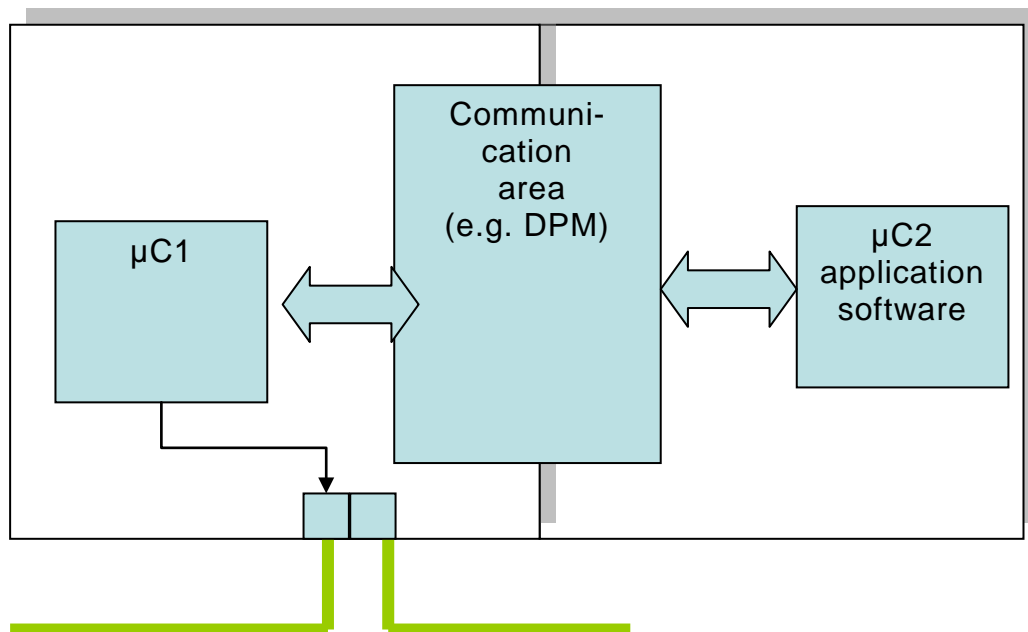 Communi-
cation
area
(e.g. DPM)
µC1
µC2
application
software